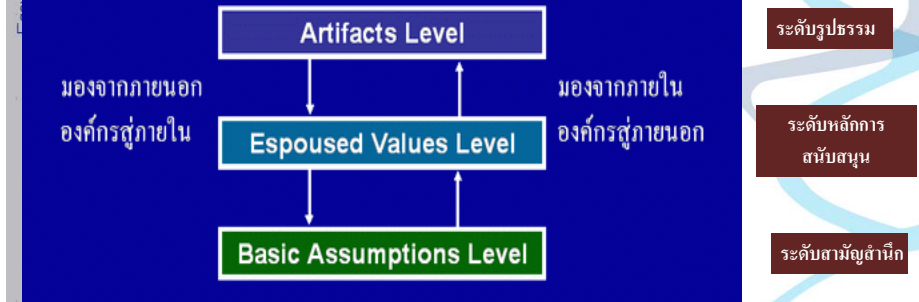 Artifacts Level
ระดับรูปธรรม
มองจากภายนอก
องค์กรสู่ภายใน
มองจากภายใน
องค์กรสู่ภายนอก
Espoused Values Level
ระดับหลักการ
สนับสนุน
Basic Assumptions Level
ระดับสามัญสำนึก